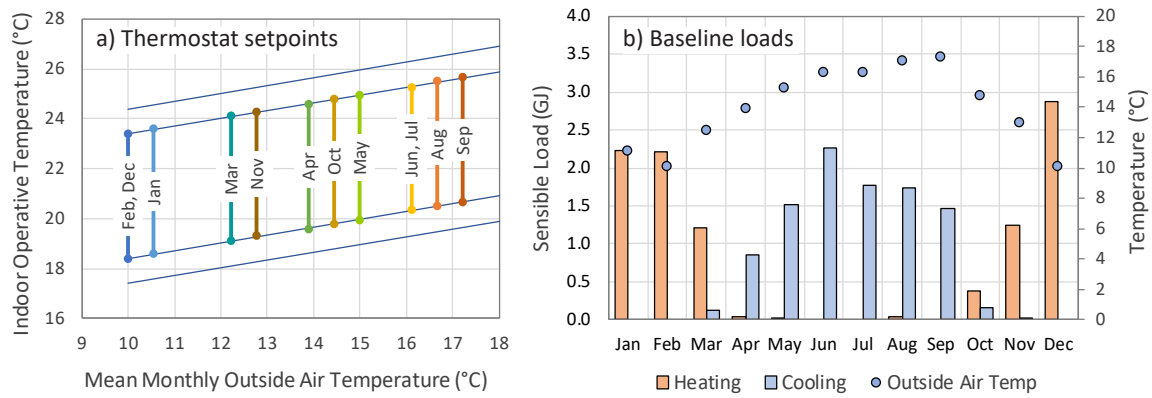 a) Thermostat setpoints
Indoor Operative Temperature (°C)
28
26
24
22
20
18
16
Feb, Dec
Jan
Mar
Nov
Apr
Oct
May
Jun, Jul
Aug
Sep
9 10 11 12 13 14 15 16 17 18
Mean Monthly Outside Air Temperature (°C)
b) Baseline loads
Sensible Load (GJ)
4.0
3.5
3.0
2.5
2.0
1.5
1.0
0.5
0.0
20
18
16
14
12
10
8
6
4
2
0
Temperature (°C)
Jan Feb Mar Apr May Jun Jul Aug Sep Oct Nov Dec
Heating Cooling Outside Air Temp